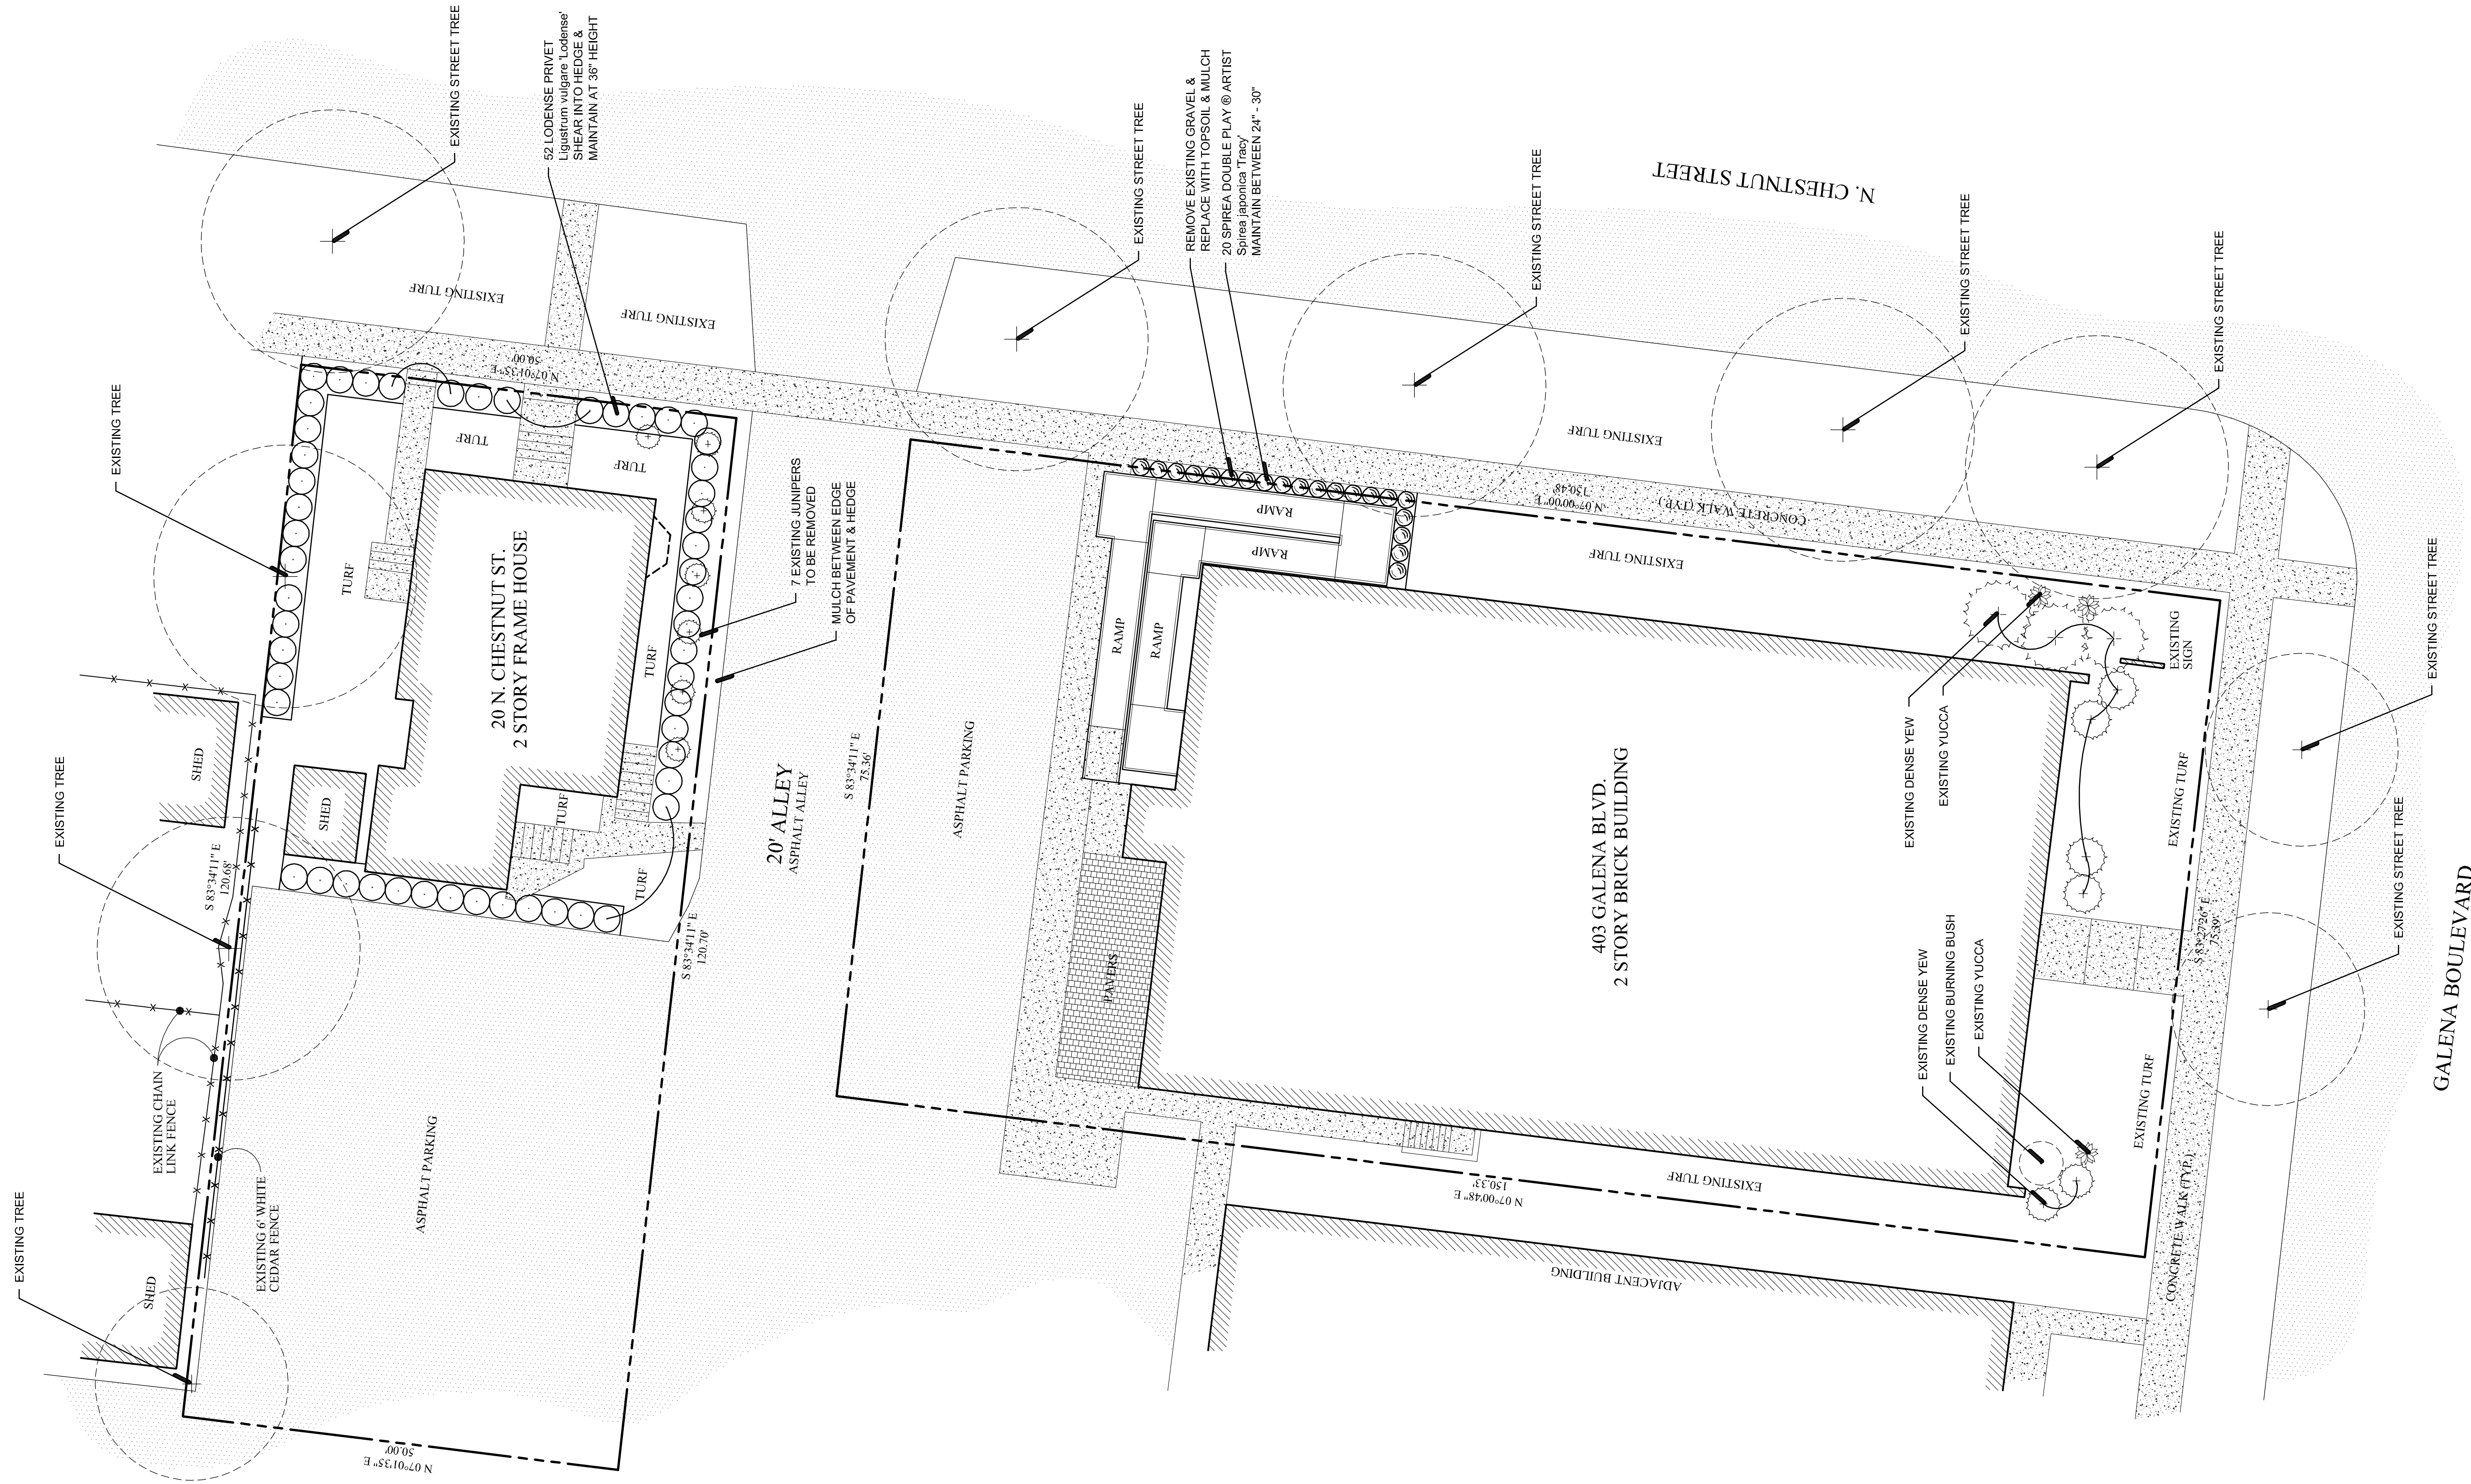 EXISTING STREET TREE
52 LODENSE PRIVET
Ligustrum vulgare 'Lodense'
SHEAR INTO HEDGE &
MAINTAIN AT 36" HEIGHT
EXISTING STREET TREE
REMOVE EXISTING GRAVEL &
REPLACE WITH TOPSOIL & MULCH
20 SPIREA DOUBLE PLAY ® ARTIST
Spirea japonica 'Tracy'
MAINTAIN BETWEEN 24" - 30"
EXISTING STREET TREE
N. CHESTNUT STREET
EXISTING STREET TREE
EXISTING STREET TREE
EXISTING TURF
EXISTING TURF
N 07°01'35" E
50.00'
EXISTING TREE
TURF
TURF
TURF
20 N. CHESTNUT ST.
2 STORY FRAME HOUSE
TURF
TURF
TURF
7 EXISTING JUNIPERS
TO BE REMOVED
MULCH BETWEEN EDGE
OF PAVEMENT & HEDGE
RAMP
RAMP
RAMP
RAMP
N 07°00'00" E
150.48'
CONCRETE WALK (TYP.)
EXISTING TURF
EXISTING TURF
EXISTING SIGN
EXISTING STREET TREE
EXISTING TREE
SHED
SHED
S 83°34'11" E
120.68'
20' ALLEY
ASPHALT ALLEY
S 83°34'11" E
75.36'
ASPHALT PARKING
S 83°34'11" E
120.70'
403 GALENA BLVD.
2 STORY BRICK BUILDING
EXISTING DENSE YEW
EXISTING YUCCA
EXISTING TURF
EXISTING STREET TREE
GALENA BOULEVARD
PAVERS
S 83°27'26" E
75.39'
EXISTING DENSE YEW
EXISTING BURNING BUSH
EXISTING YUCCA
EXISTING TURF
EXISTING CHAIN
LINK FENCE
EXISTING 6' WHITE
CEDAR FENCE
ASPHALT PARKING
EXISTING TREE
SHED
N 07°00'48" E
150.33'
EXISTING TURF
ADJACENT BUILDING
CONCRETE WALK (TYP.)
N 07°01'35" E
50.00'